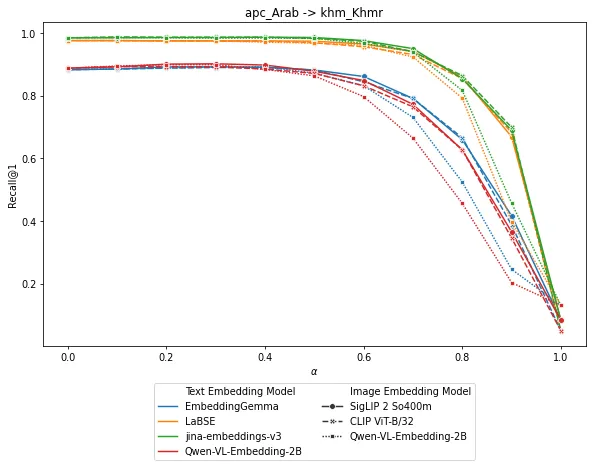 apc_Arab -> khm_Khmr
Recall@1
1.0
0.8
0.6
0.4
0.2
0.0 0.2 0.4 0.6 0.8 1.0
α
Text Embedding Model
EmbeddingGemma
LaBSE
jina-embeddings-v3
Qwen-VL-Embedding-2B
Image Embedding Model
SigLIP 2 So400m
CLIP ViT-B/32
Qwen-VL-Embedding-2B